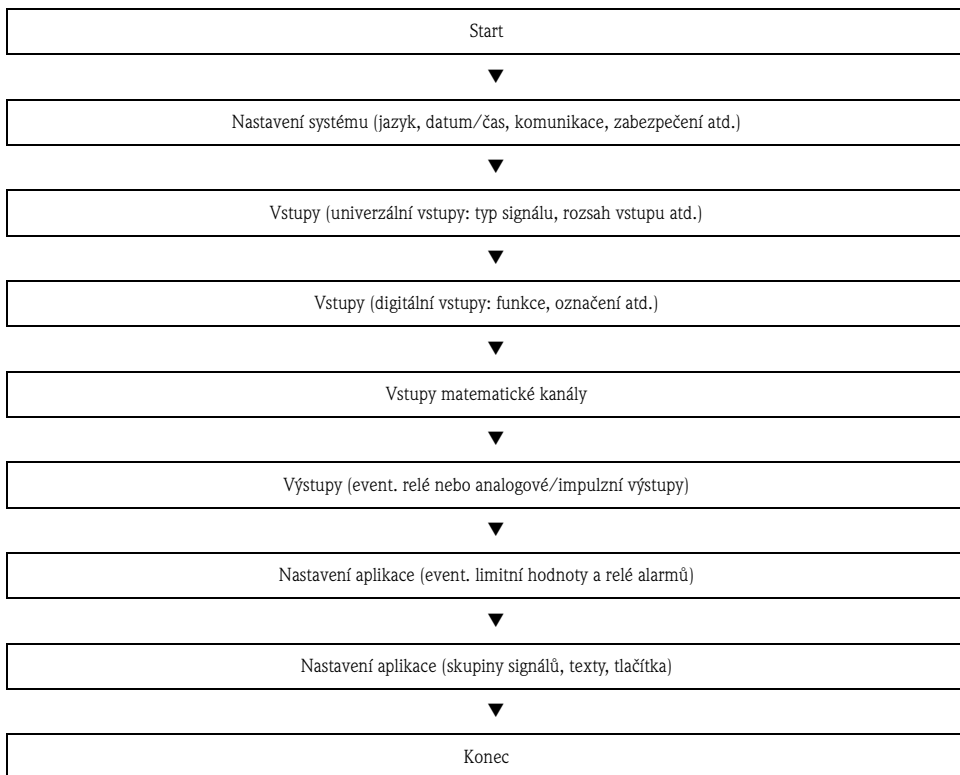 Start
Nastavení systému (jazyk, datum/čas, komunikace, zabezpečení atd.)
Vstupy (univerzální vstupy: typ signálu, rozsah vstupu atd.)
Vstupy (digitální vstupy: funkce, označení atd.)
Vstupy matematické kanály
Výstupy (event. relé nebo analogové/impulzní výstupy)
Nastavení aplikace (event. limitní hodnoty a relé alarmů)
Nastavení aplikace (skupiny signálů, texty, tlačítka)
Konec